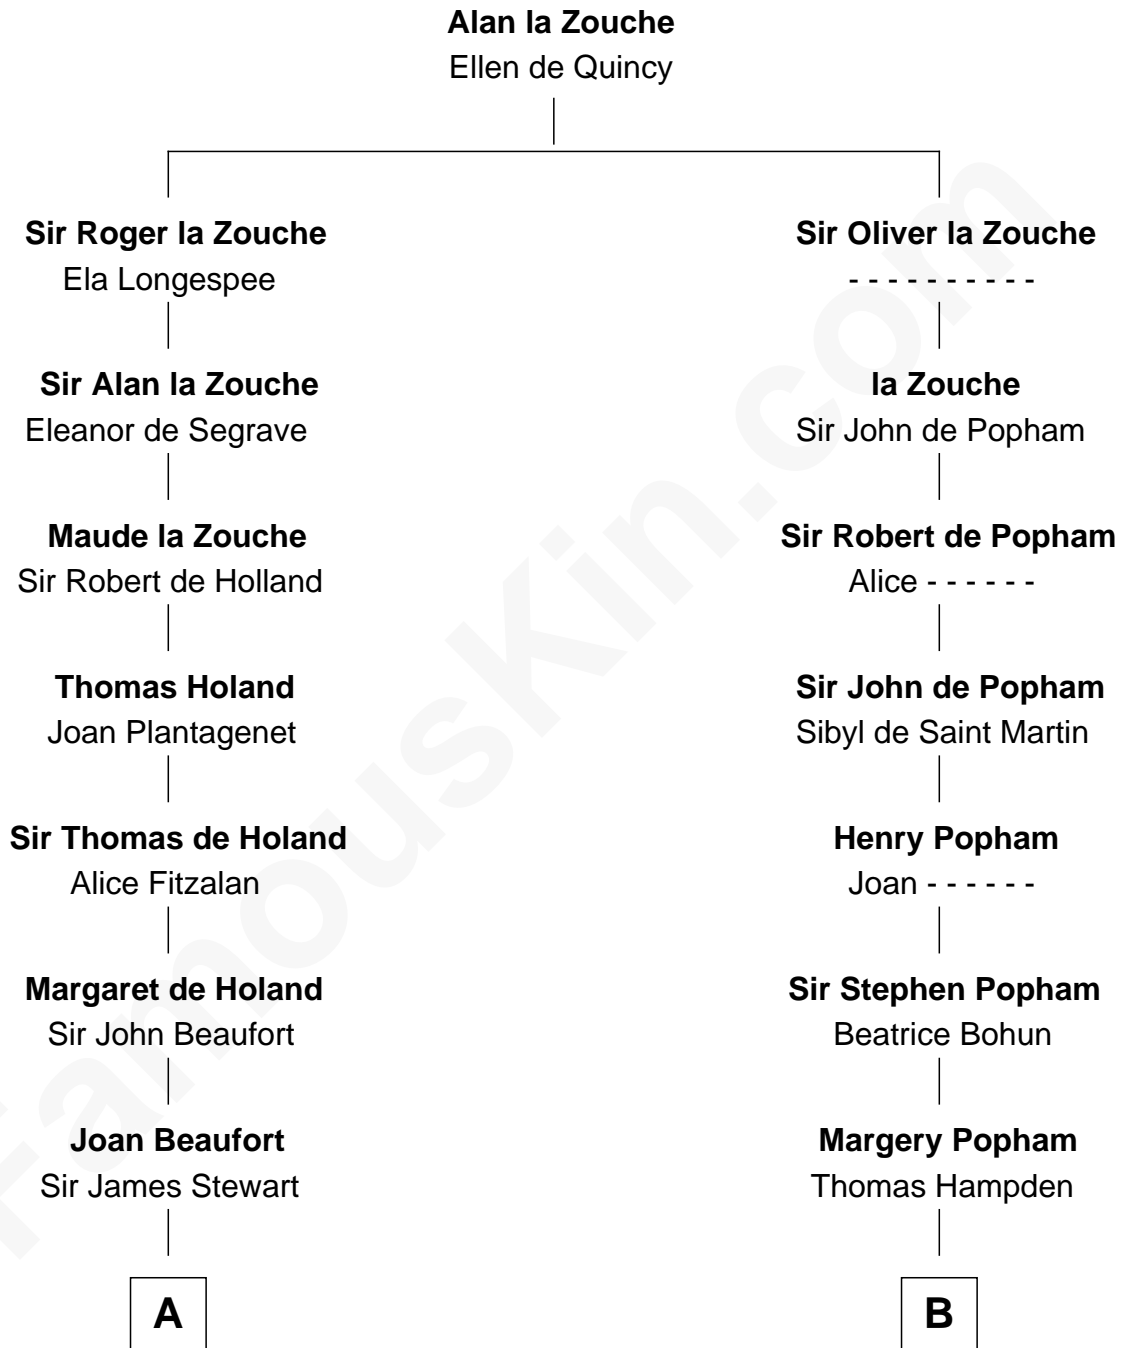 Alan la Zouche
Ellen de Quincy
Sir Roger la Zouche
Ela Longespee
Sir Alan la Zouche
Eleanor de Segrave
Maude la Zouche
Sir Robert de Holland
Thomas Holand
Joan Plantagenet
Sir Thomas de Holand
Alice Fitzalan
Margaret de Holand
Sir John Beaufort
Joan Beaufort
Sir James Stewart
A
Sir Oliver la Zouche
- - - - - - - - - -
la Zouche
Sir John de Popham
Sir Robert de Popham
Alice - - - - - -
Sir John de Popham
Sibyl de Saint Martin
Henry Popham
Joan - - - - - -
Sir Stephen Popham
Beatrice Bohun
Margery Popham
Thomas Hampden
B
FamousKin.com